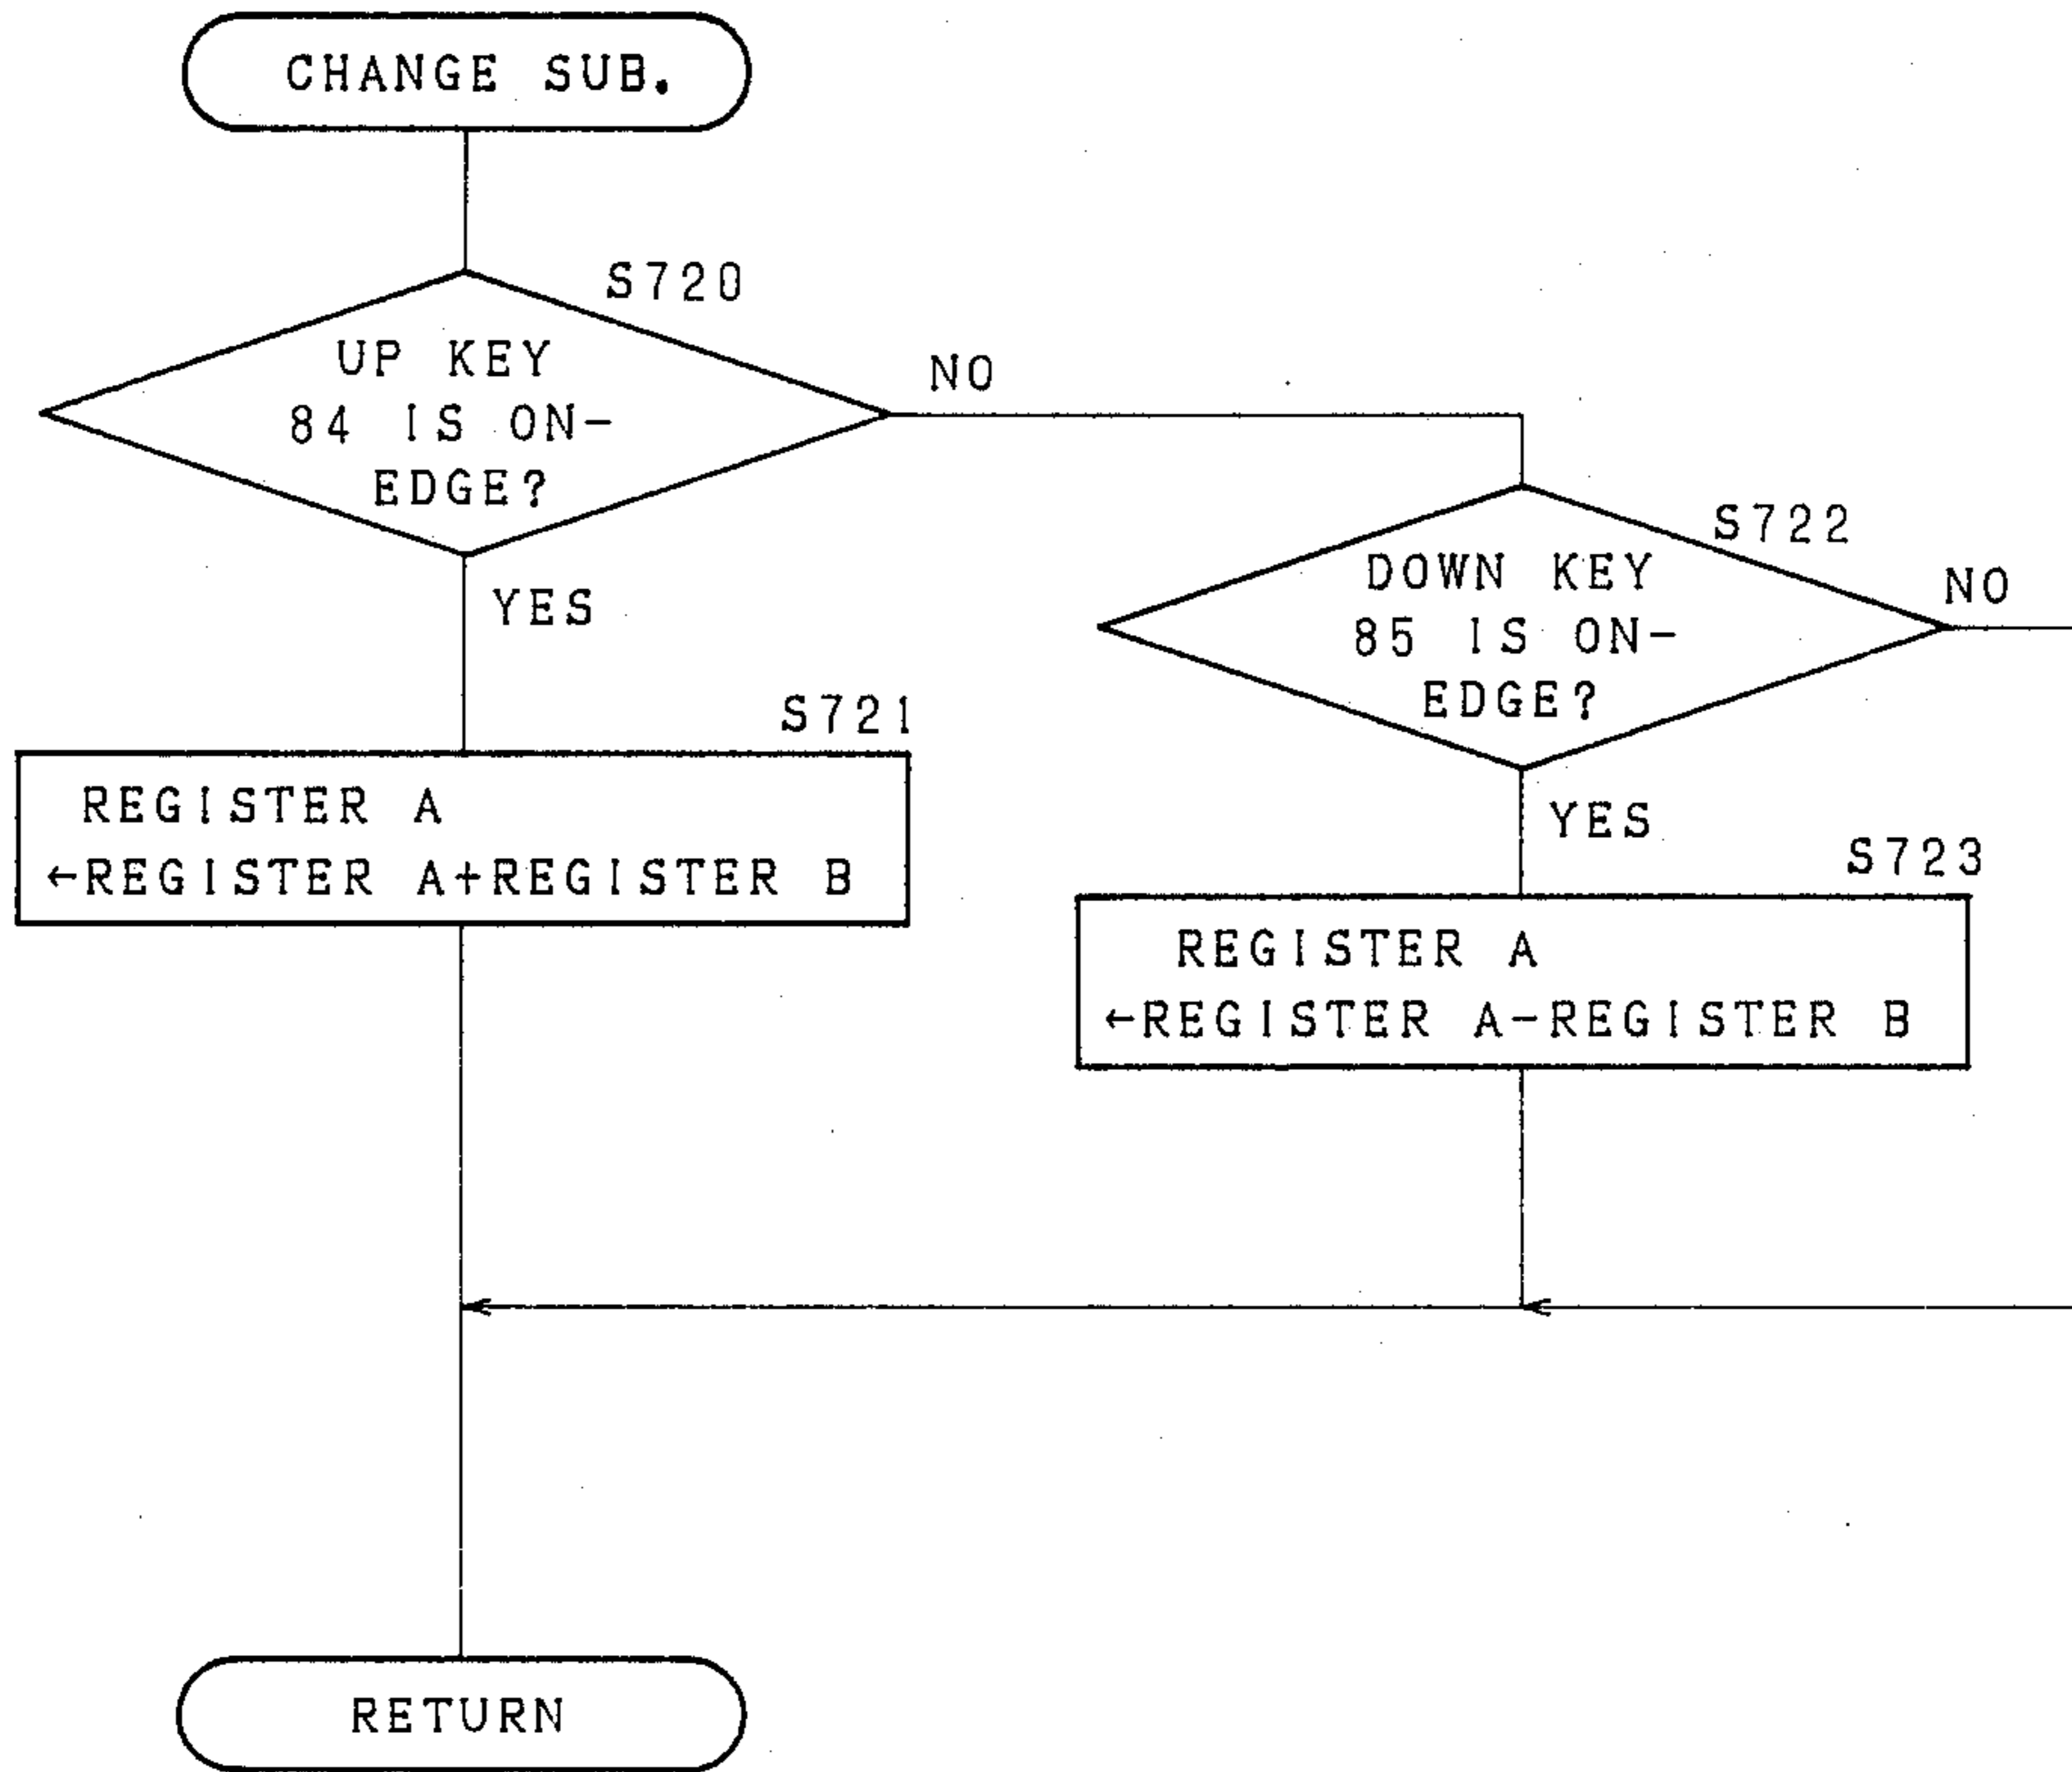 CHANGE SUB.
S720
UP KEY
84 IS ON-
EDGE?
NO
YES
S722
DOWN KEY
85 IS ON-
EDGE?
NO
YES
S721
REGISTER A
←REGISTER A+REGISTER B
S723
REGISTER A
←REGISTER A-REGISTER B
RETURN